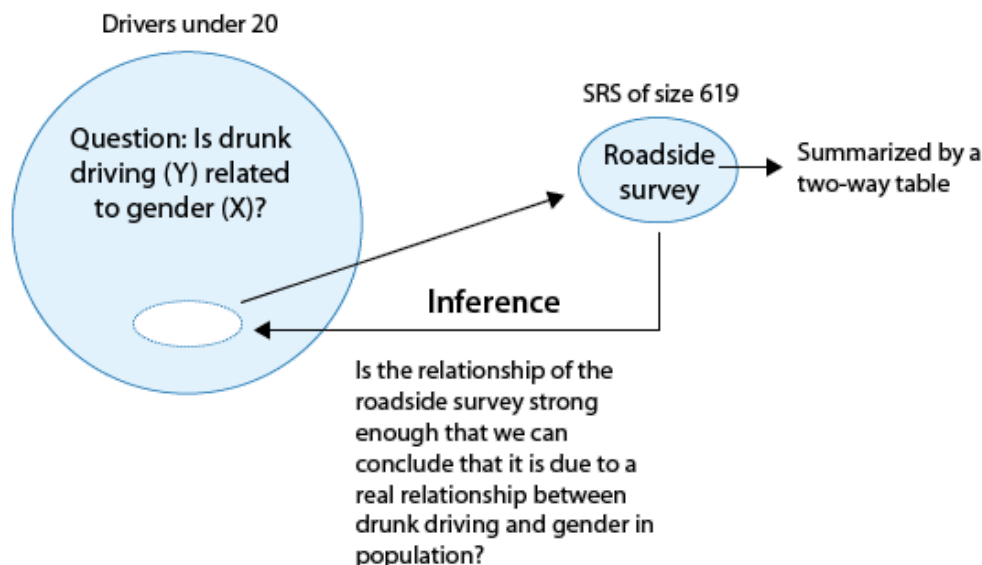 Drivers under 20
Question: Is drunk
driving (Y) related
to gender (X)?
SRS of size 619
Roadside
survey
Summarized by a
two-way table
Inference
Is the relationship of the
roadside survey strong
enough that we can
conclude that it is due to a
real relationship between
drunk driving and gender in
population?